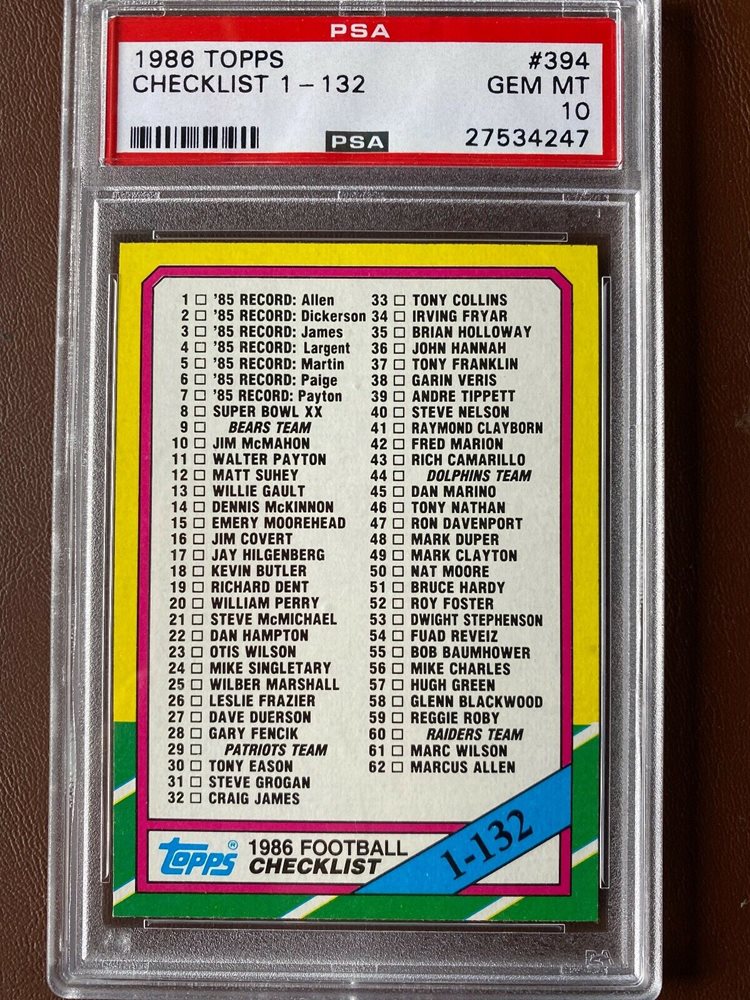 PSA
1986 TOPPS #394
CHECKLIST 1-132 GEM MT
10
PSA 27534247
1 □ '85 RECORD: Allen
2 □ '85 RECORD: Dickerson
3 □ '85 RECORD: James
4 □ '85 RECORD: Largent
5 □ '85 RECORD: Martin
6 □ '85 RECORD: Paige
7 □ '85 RECORD: Payton
8 □ SUPER BOWL XX
9 □ BEARS TEAM
10 □ JIM McMAHON
11 □ WALTER PAYTON
12 □ MATT SUHEY
13 □ WILLIE GAULT
14 □ DENNIS McKINNON
15 □ EMERY MOOREHEAD
16 □ JIM COVERT
17 □ JAY HILGENBERG
18 □ KEVIN BUTLER
19 □ RICHARD DENT
20 □ WILLIAM PERRY
21 □ STEVE McMICHAEL
22 □ DAN HAMPTON
23 □ OTIS WILSON
24 □ MIKE SINGLETARY
25 □ WILBER MARSHALL
26 □ LESLIE FRAZIER
27 □ DAVE DUERSON
28 □ GARY FENCIK
29 □ PATRIOTS TEAM
30 □ TONY EASON
31 □ STEVE GROGAN
32 □ CRAIG JAMES
33 □ TONY COLLINS
34 □ IRVING FRYAR
35 □ BRIAN HOLLOWAY
36 □ JOHN HANNAH
37 □ TONY FRANKLIN
38 □ GARIN VERIS
39 □ ANDRE TIPPETT
40 □ STEVE NELSON
41 □ RAYMOND CLAYBORN
42 □ FRED MARION
43 □ RICH CAMARILLO
44 □ DOLPHINS TEAM
45 □ DAN MARINO
46 □ TONY NATHAN
47 □ RON DAVENPORT
48 □ MARK DUPER
49 □ MARK CLAYTON
50 □ NAT MOORE
51 □ BRUCE HARDY
52 □ ROY FOSTER
53 □ DWIGHT STEPHENSON
54 □ FUAD REVEIZ
55 □ BOB BAUMHOWER
56 □ MIKE CHARLES
57 □ HUGH GREEN
58 □ GLENN BLACKWOOD
59 □ REGGIE ROBY
60 □ RAIDERS TEAM
61 □ MARC WILSON
62 □ MARCUS ALLEN
topps® 1986 FOOTBALL
CHECKLIST
1-132